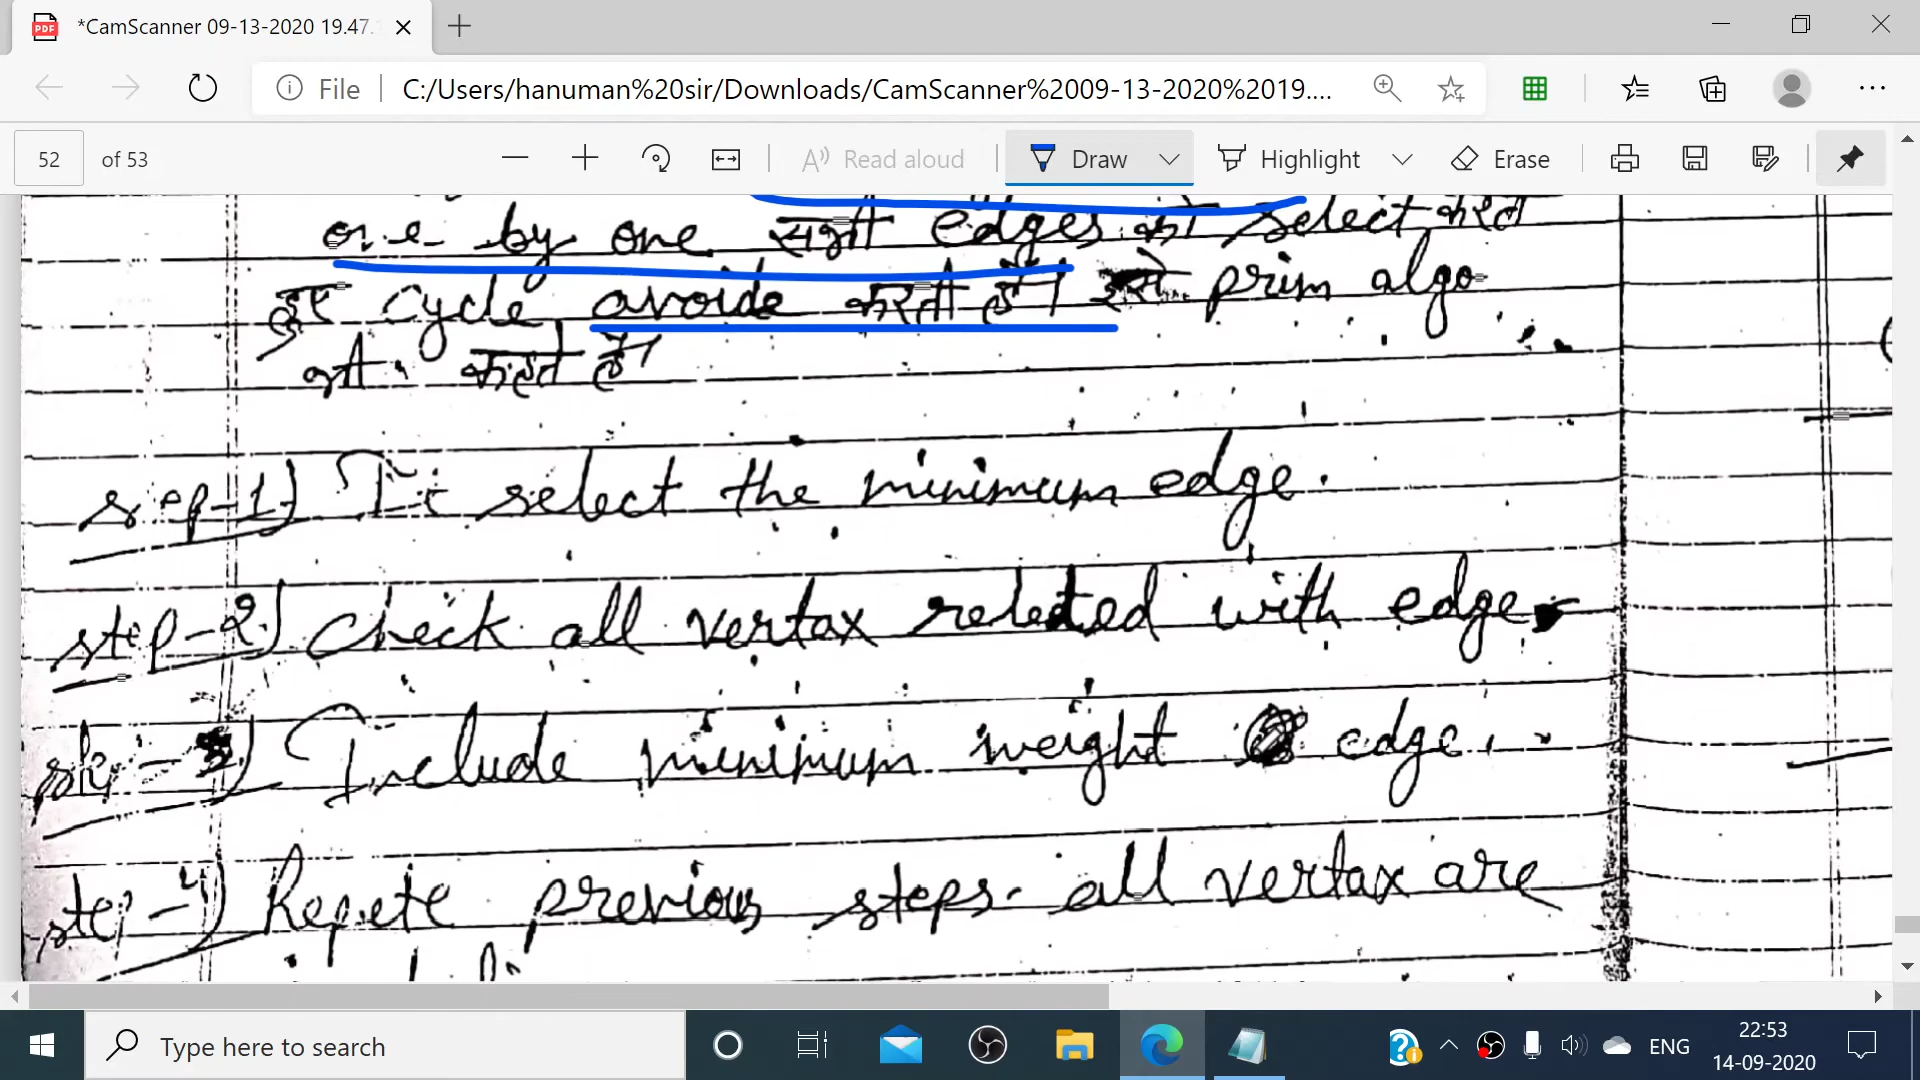 *CamScanner 09-13-2020 19.47.
File
C:/Users/hanuman%20sir/Downloads/CamScanner%2009-13-2020%2019....
52 of 53
Read aloud
Draw
Highlight
Erase
one by one सभी edges को select करते
हुए cycle avoide करता है prim algo
कहते है
step-1) It select the minimum edge.
step-2) Check all vertax releted with edge
step-3) Include minimum weight edge.
step-4) Repete previous steps. all vertax are
Type here to search
ENG
22:53
14-09-2020